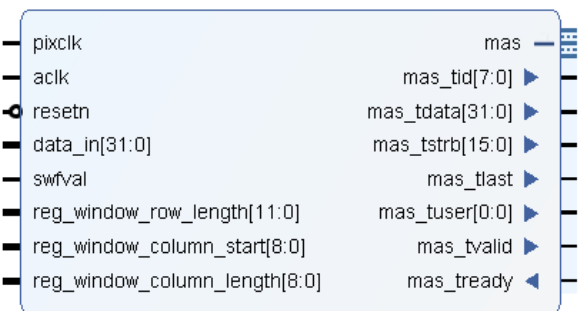 pixclk
mas
aclk
mas_tid[7:0]
resetn
mas_tdata[31:0]
data_in[31:0]
mas_tstrb[15:0]
swfval
mas_tlast
reg_window_row_length[11:0]
mas_tuser[0:0]
reg_window_column_start[8:0]
mas_tvalid
reg_window_column_length[8:0]
mas_tready